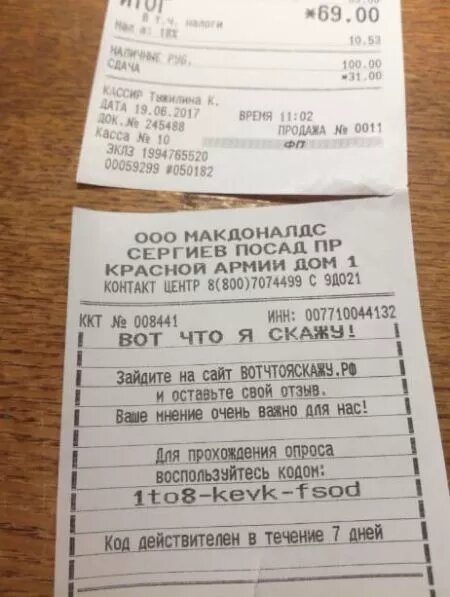 ИТОГ *69.00
В т.ч. налоги
Нал а: 18% 10.53
НАЛИЧНЫЕ РУБ. 100.00
СДАЧА *31.00
КАССИР Тяжилина К.
ДАТА 19.06.2017 ВРЕМЯ 11:02
ДОК.№ 245488 ПРОДАЖА № 0011
Касса № 10 ФП
ЭКЛЗ 1994765520
00059299 #050182
ООО МАКДОНАЛДС
СЕРГИЕВ ПОСАД ПР
КРАСНОЙ АРМИИ ДОМ 1
КОНТАКТ ЦЕНТР 8(800)7074499 С 9ДО21
ККТ № 008441 ИНН: 007710044132
ВОТ ЧТО Я СКАЖУ!
Зайдите на сайт ВОТЧТОЯСКАЖУ.РФ
и оставьте свой отзыв.
Ваше мнение очень важно для нас!
Для прохождения опроса
воспользуйтесь кодом:
1to8-kevk-fsod
Код действителен в течение 7 дней